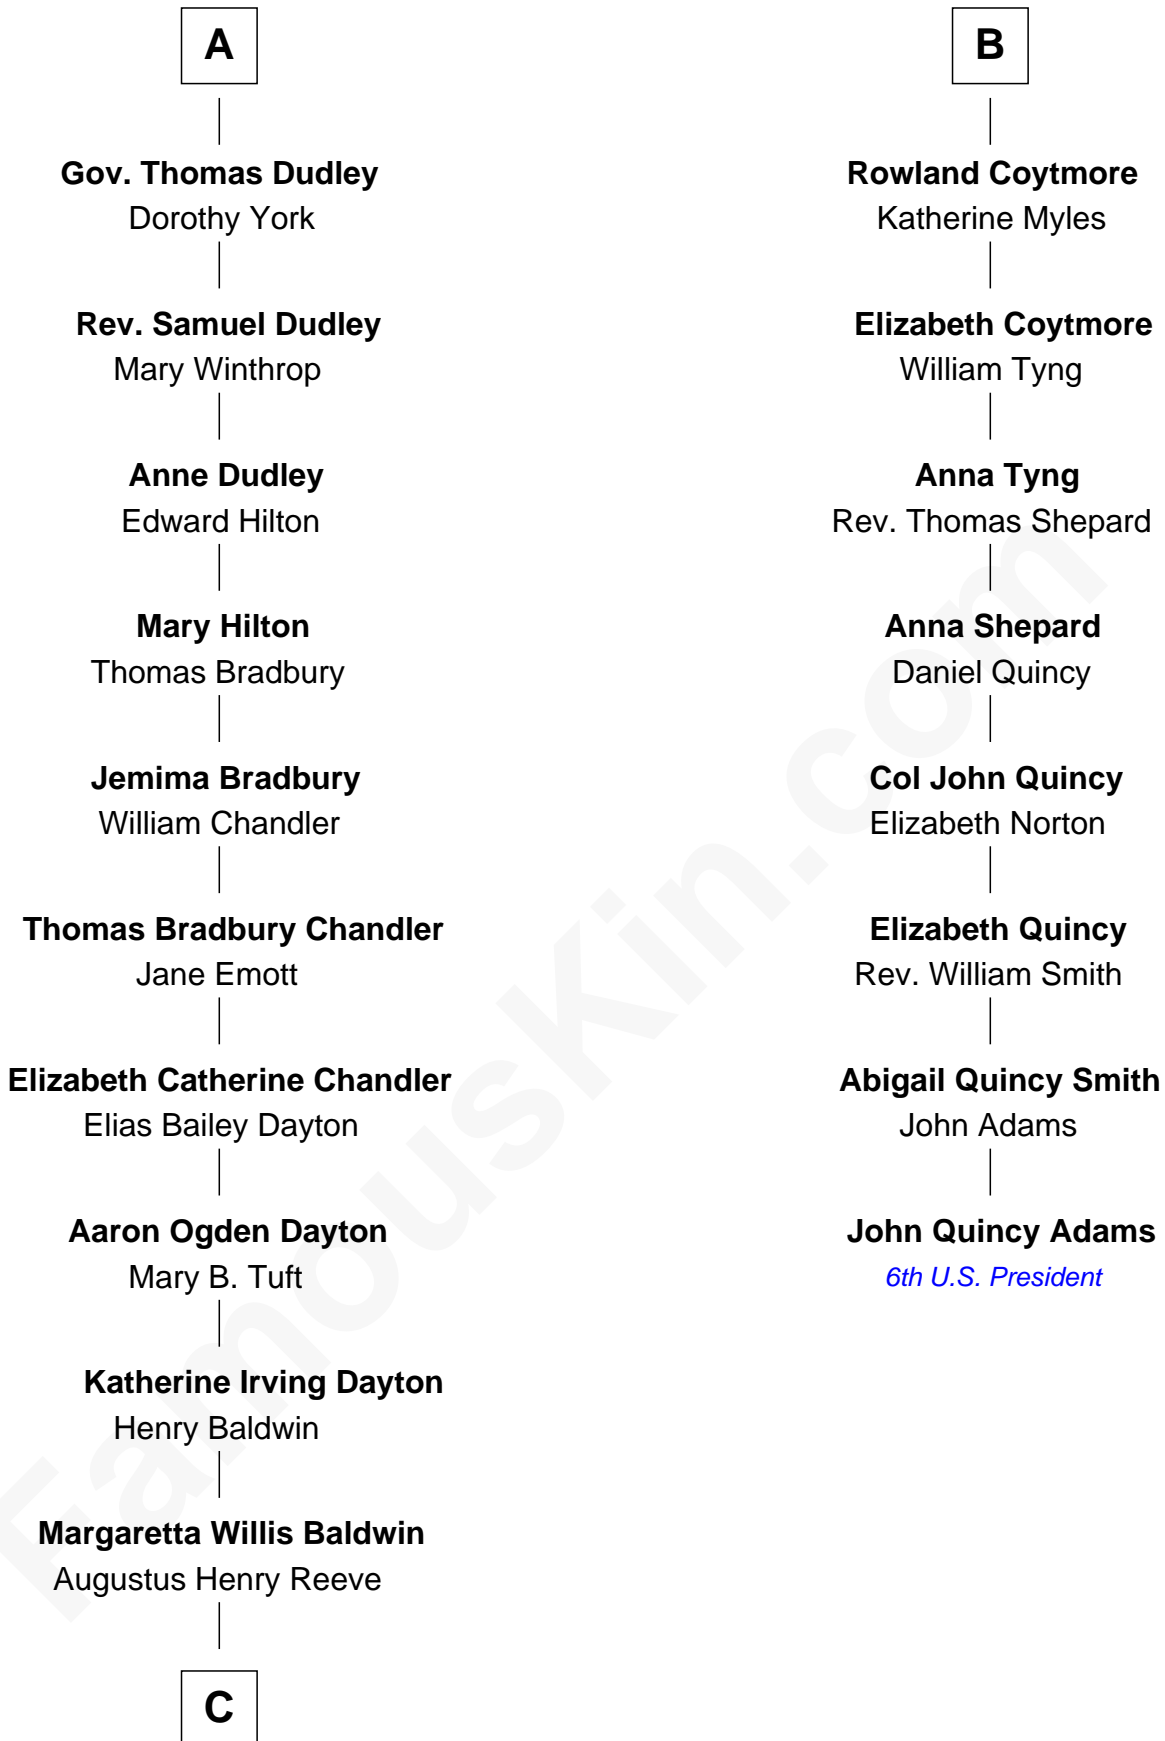 A
Gov. Thomas Dudley
Dorothy York
Rev. Samuel Dudley
Mary Winthrop
Anne Dudley
Edward Hilton
Mary Hilton
Thomas Bradbury
Jemima Bradbury
William Chandler
Thomas Bradbury Chandler
Jane Emott
Elizabeth Catherine Chandler
Elias Bailey Dayton
Aaron Ogden Dayton
Mary B. Tuft
Katherine Irving Dayton
Henry Baldwin
Margaretta Willis Baldwin
Augustus Henry Reeve
C
B
Rowland Coytmore
Katherine Myles
Elizabeth Coytmore
William Tyng
Anna Tyng
Rev. Thomas Shepard
Anna Shepard
Daniel Quincy
Col John Quincy
Elizabeth Norton
Elizabeth Quincy
Rev. William Smith
Abigail Quincy Smith
John Adams
John Quincy Adams
6th U.S. President
FamousKin.com